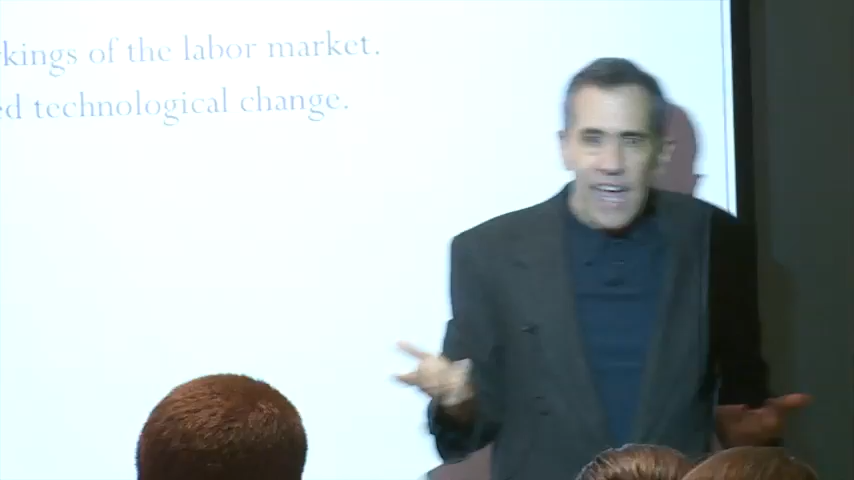 kings of the labor market.
ed technological change.